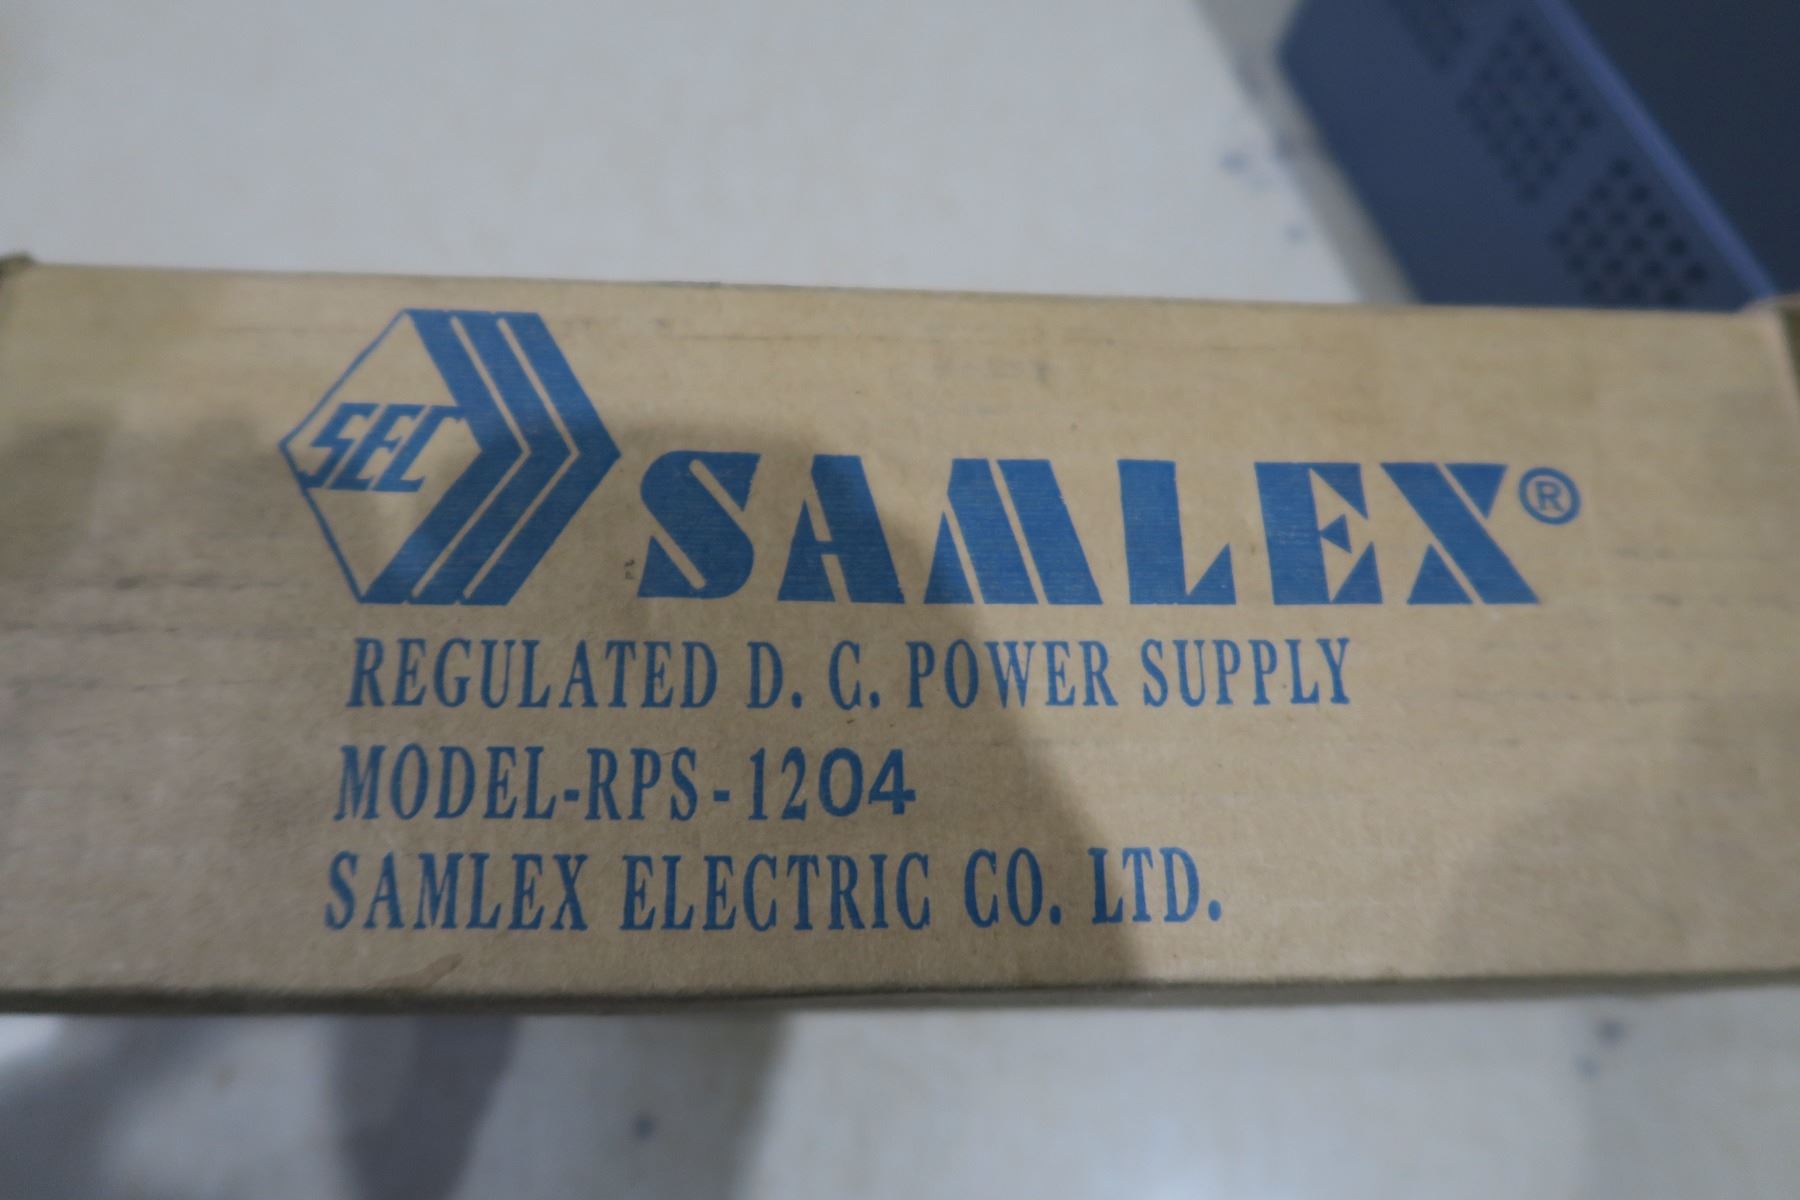 SEC
SAMLEX®
REGULATED D. C. POWER SUPPLY
MODEL-RPS-1204
SAMLEX ELECTRIC CO. LTD.